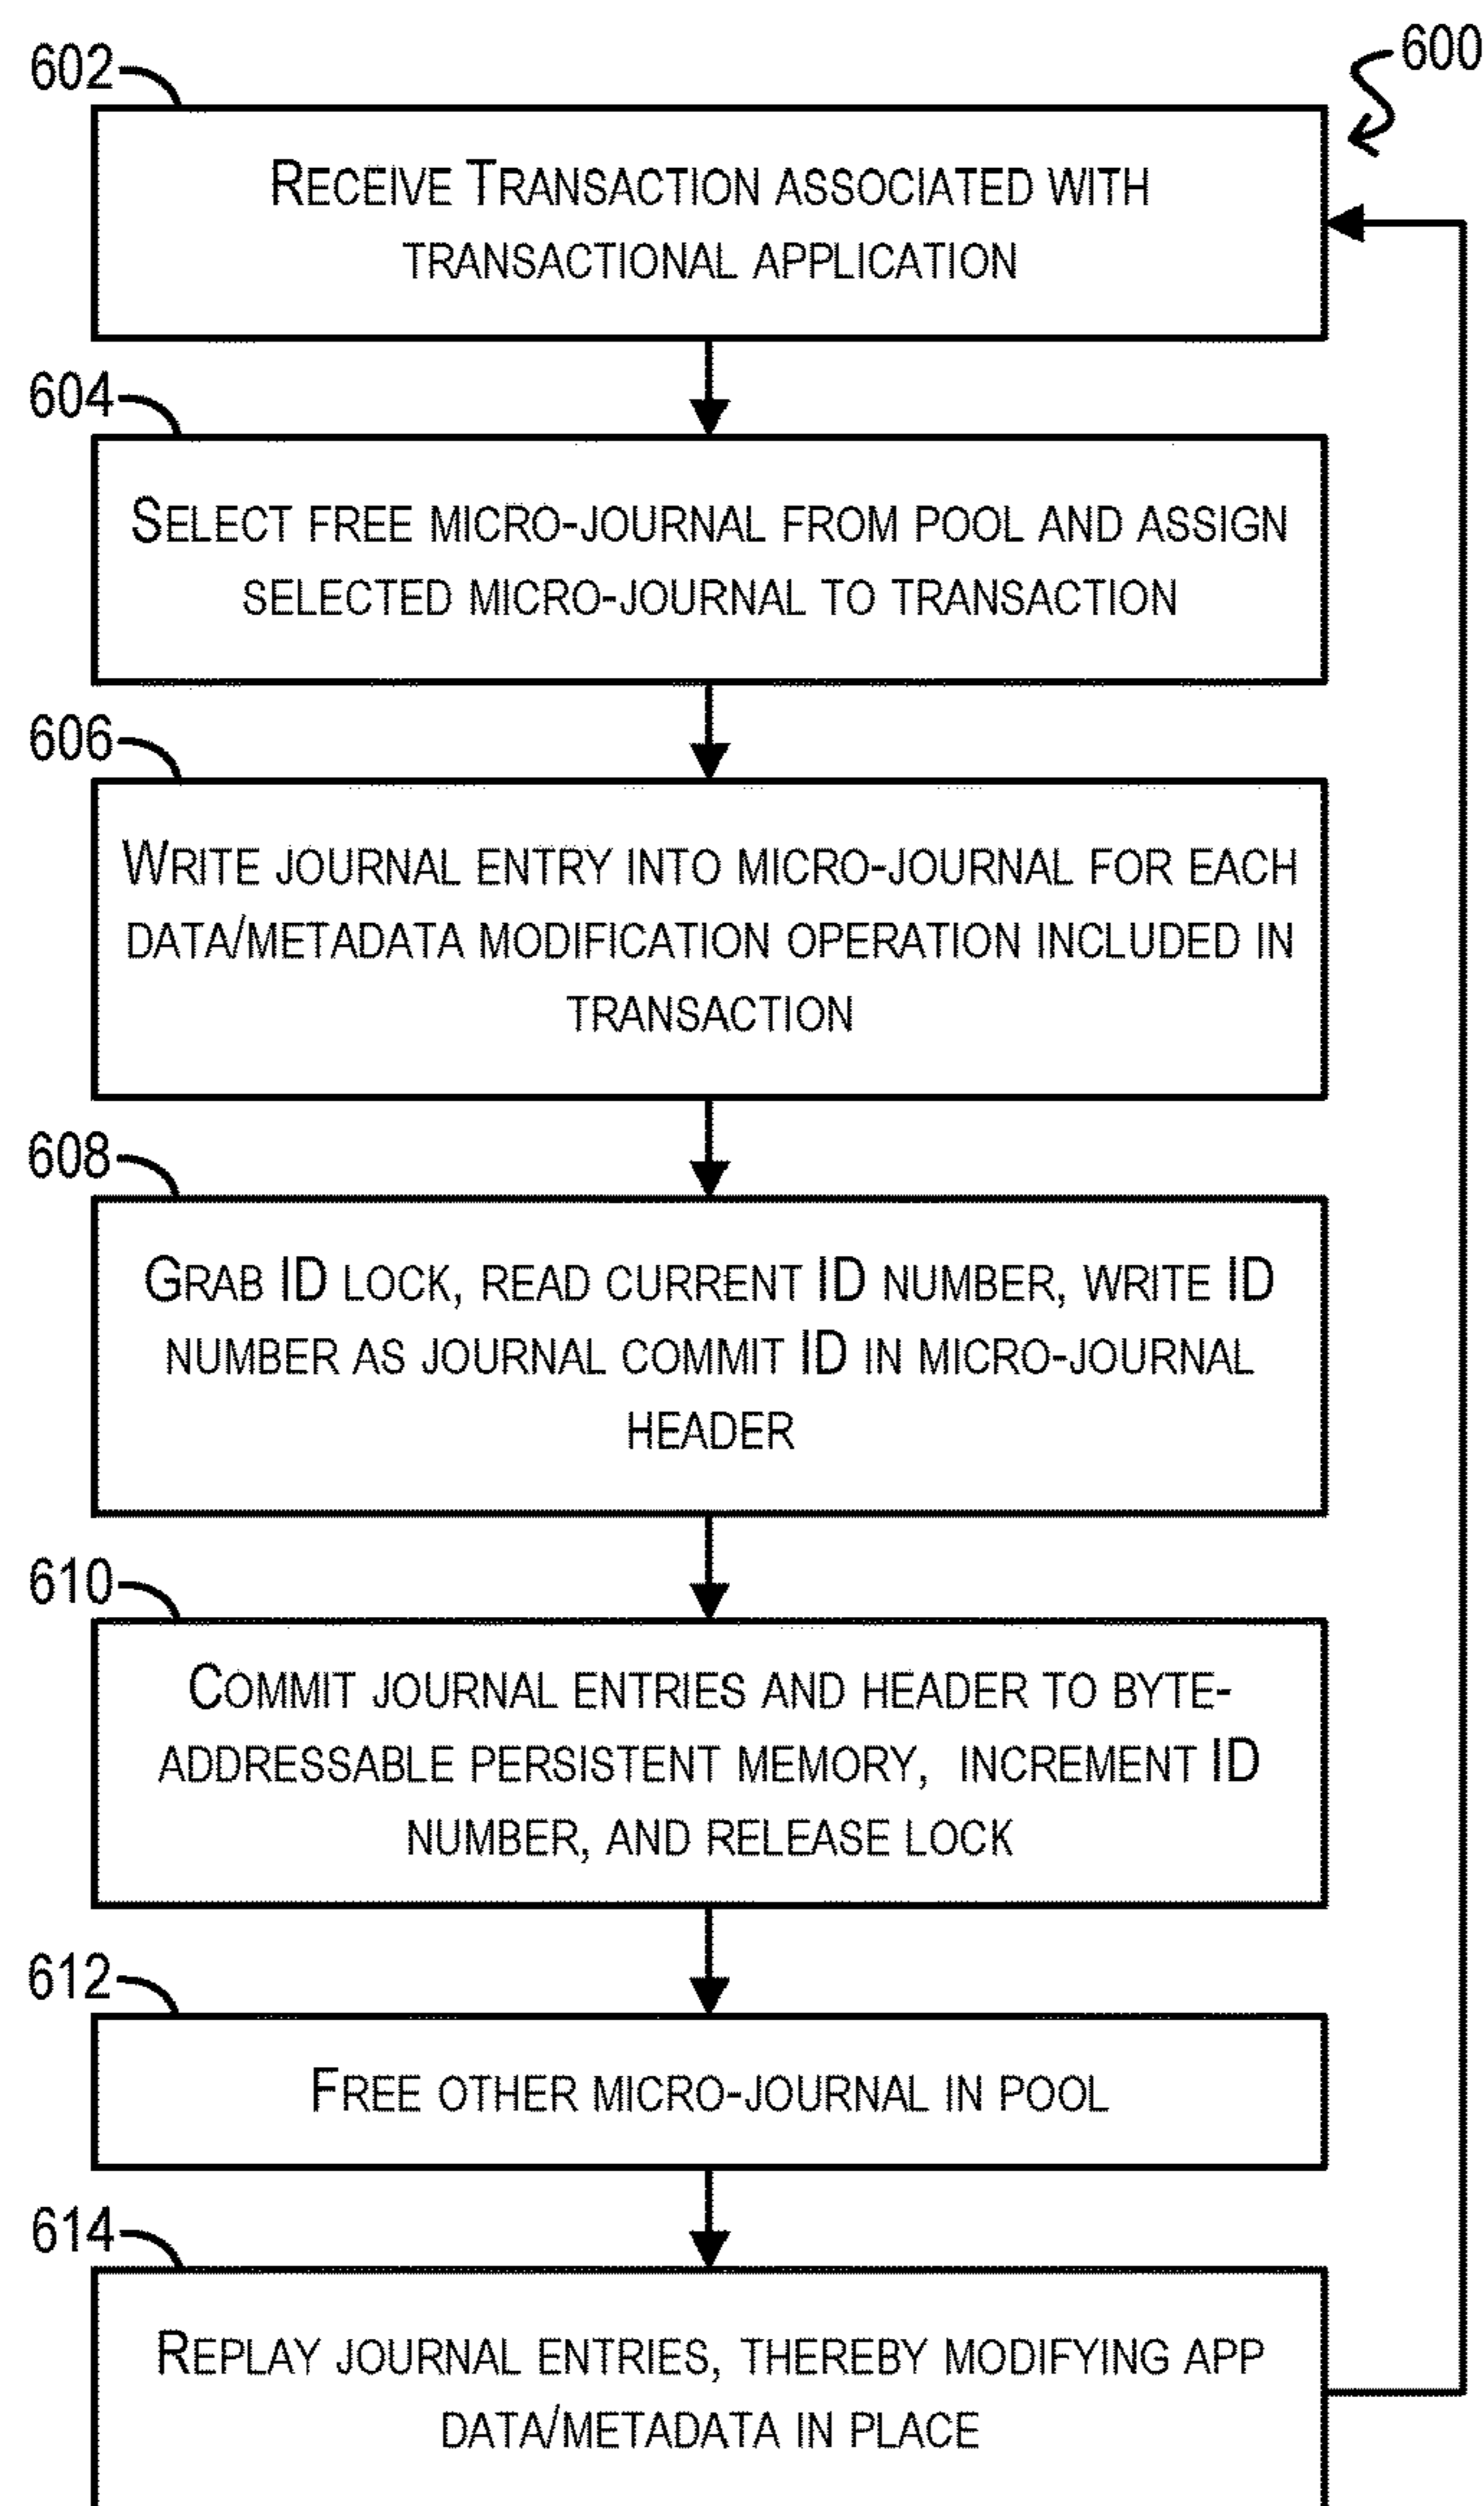 600
602
RECEIVE TRANSACTION ASSOCIATED WITH
TRANSACTIONAL APPLICATION
604
SELECT FREE MICRO-JOURNAL FROM POOL AND ASSIGN
SELECTED MICRO-JOURNAL TO TRANSACTION
606
WRITE JOURNAL ENTRY INTO MICRO-JOURNAL FOR EACH
DATA/METADATA MODIFICATION OPERATION INCLUDED IN
TRANSACTION
608
GRAB ID LOCK, READ CURRENT ID NUMBER, WRITE ID
NUMBER AS JOURNAL COMMIT ID IN MICRO-JOURNAL
HEADER
610
COMMIT JOURNAL ENTRIES AND HEADER TO BYTE-
ADDRESSABLE PERSISTENT MEMORY, INCREMENT ID
NUMBER, AND RELEASE LOCK
612
FREE OTHER MICRO-JOURNAL IN POOL
614
REPLAY JOURNAL ENTRIES, THEREBY MODIFYING APP
DATA/METADATA IN PLACE